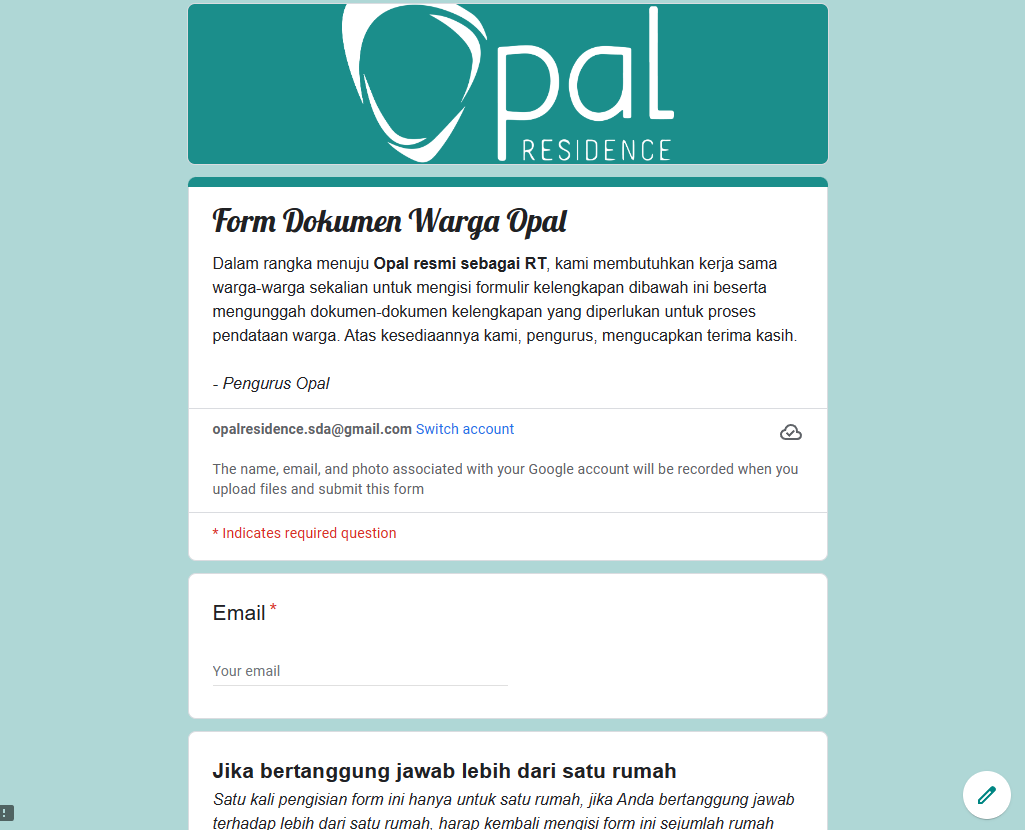 Opal
RESIDENCE
Form Dokumen Warga Opal
Dalam rangka menuju Opal resmi sebagai RT, kami membutuhkan kerja sama
warga-warga sekalian untuk mengisi formulir kelengkapan dibawah ini beserta
mengunggah dokumen-dokumen kelengkapan yang diperlukan untuk proses
pendataan warga. Atas kesediaannya kami, pengurus, mengucapkan terima kasih.
- Pengurus Opal
opalresidence.sda@gmail.com Switch account
The name, email, and photo associated with your Google account will be recorded when you
upload files and submit this form
* Indicates required question
Email *
Your email
Jika bertanggung jawab lebih dari satu rumah
Satu kali pengisian form ini hanya untuk satu rumah, jika Anda bertanggung jawab
terhadap lebih dari satu rumah, harap kembali mengisi form ini sejumlah rumah